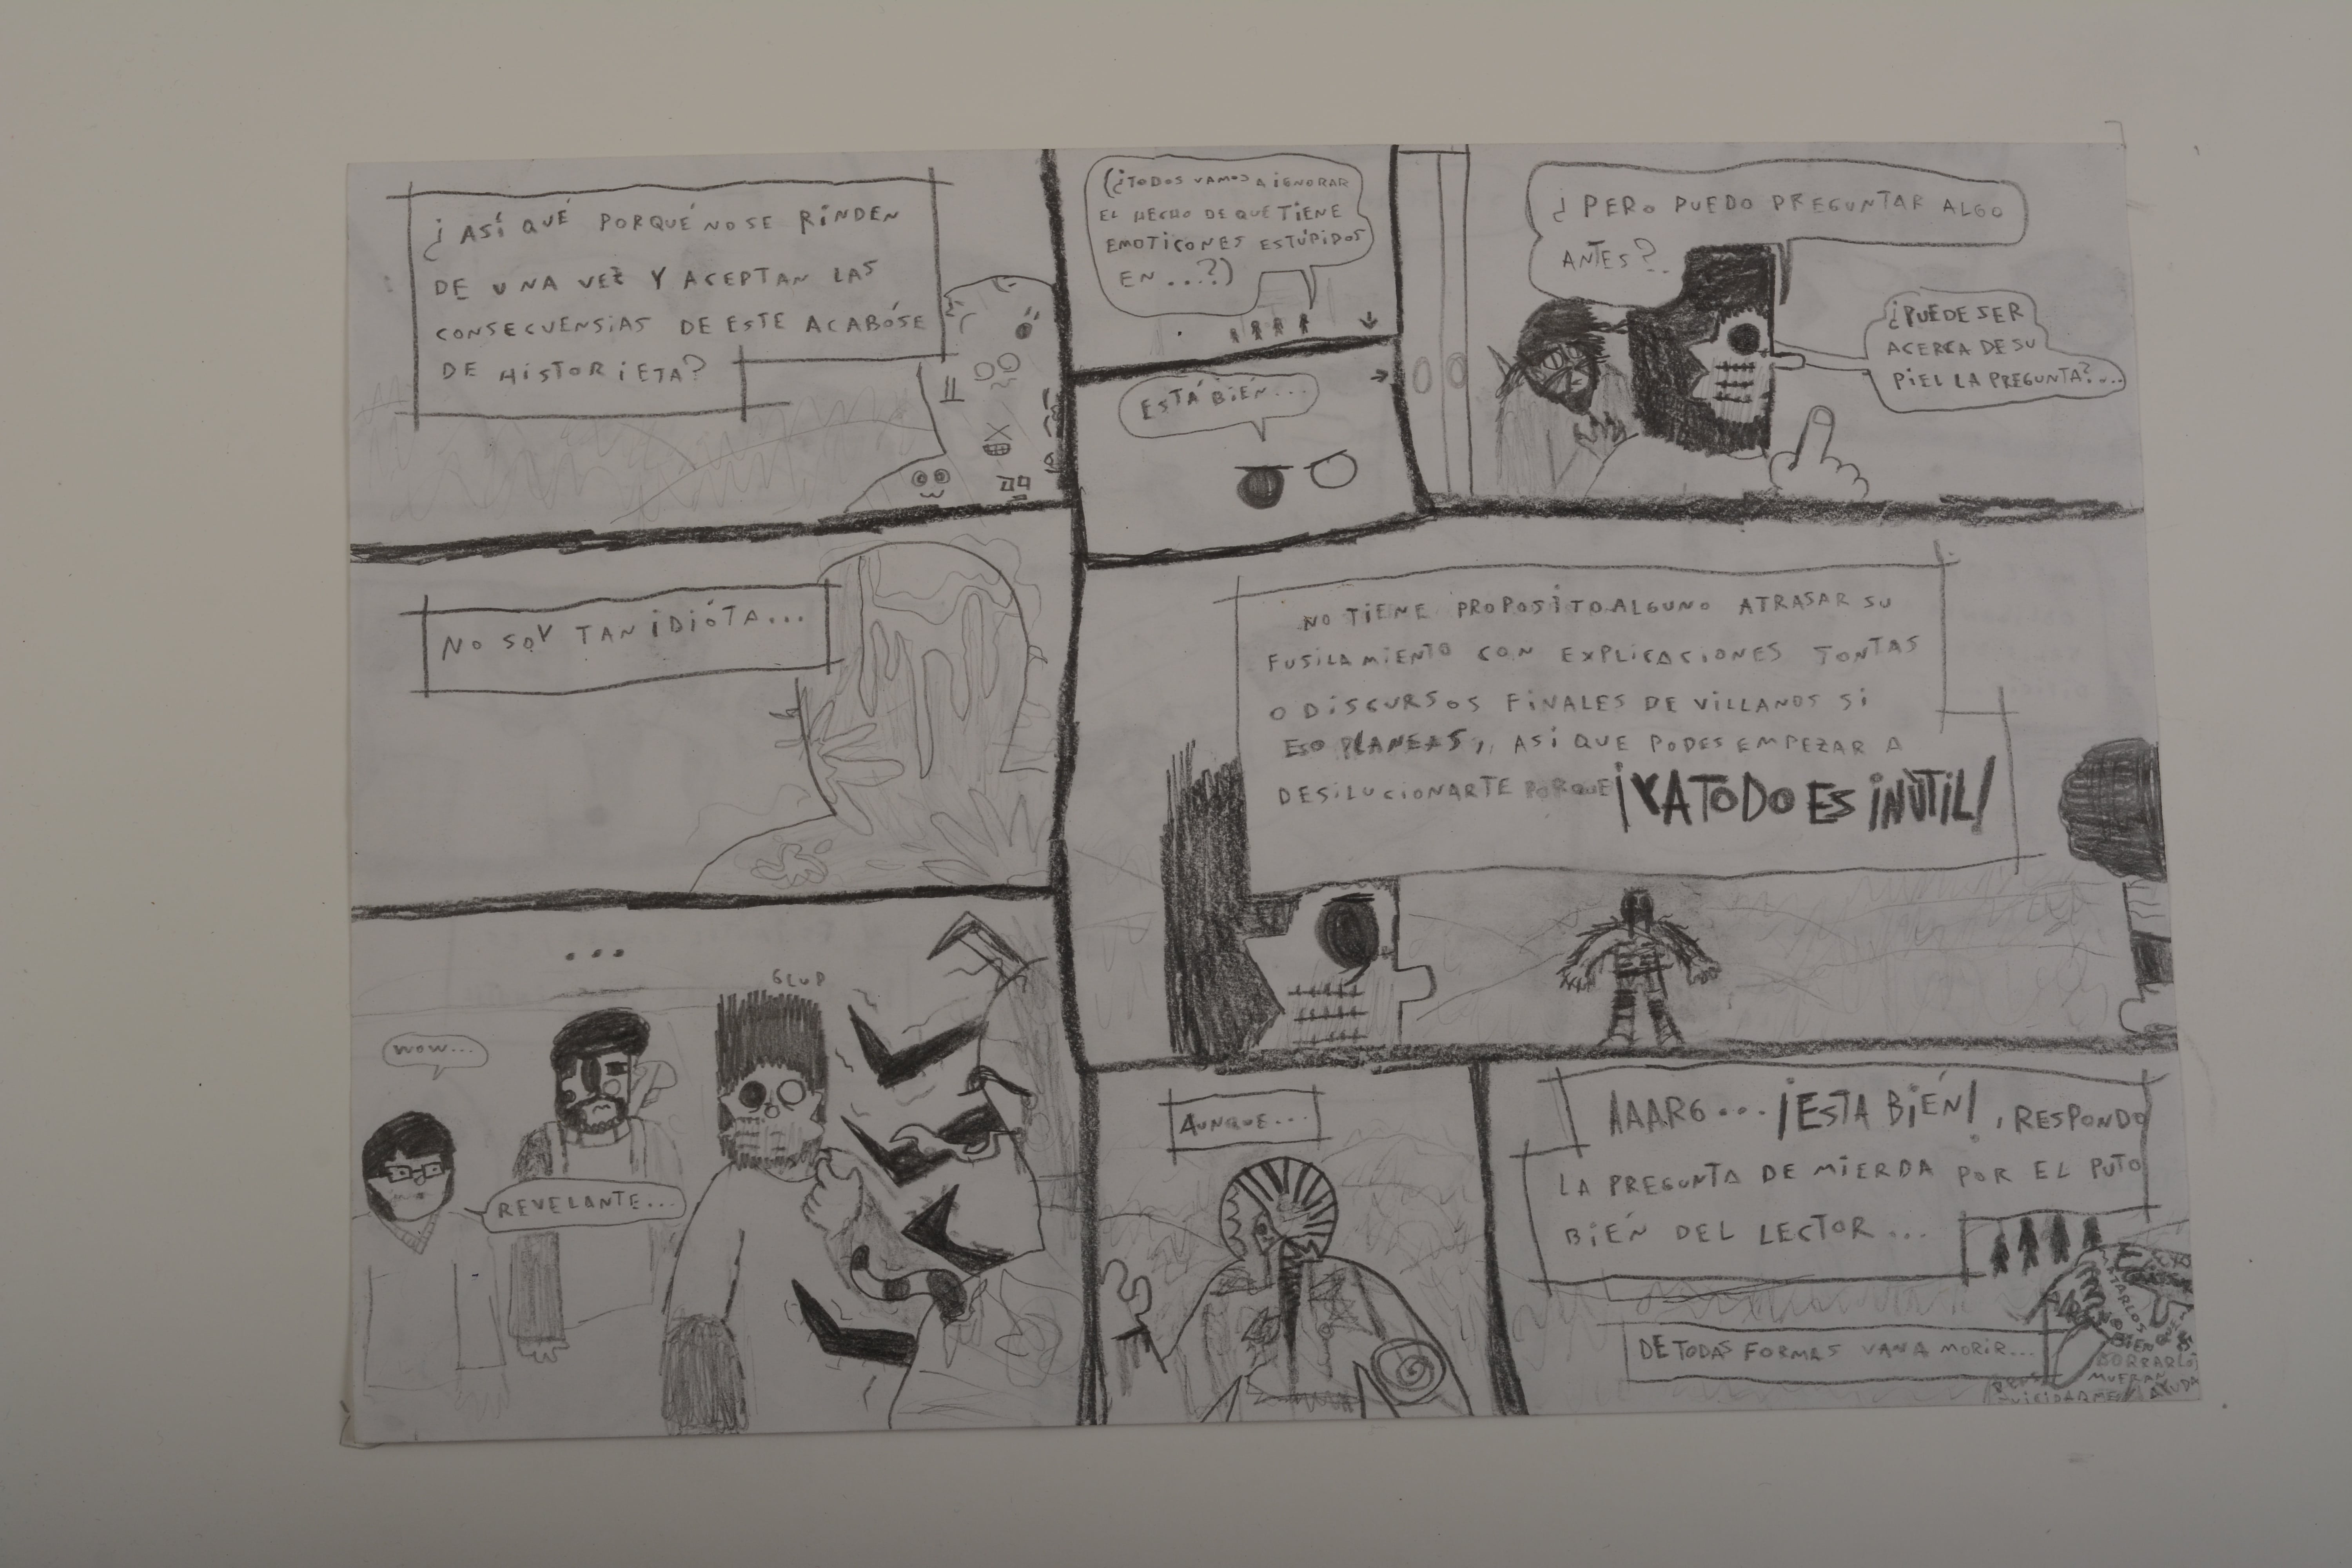 ¿ASÍ QUÉ PORQUÉ NO SE RINDEN
DE UNA VEZ Y ACEPTAN LAS
CONSECUENSIAS DE ESTE ACABÓSE
DE HISTORIETA?
(¿TODOS VAMOS A IGNORAR
EL HECHO DE QUE TIENE
EMOTICONES ESTÚPIDOS
EN...?)
ESTÁ BIÉN...
¿PERO PUEDO PREGUNTAR ALGO
ANTES?..
¿PUEDE SER
ACERCA DE SU
PIEL LA PREGUNTA?...
NO SOY TAN IDIÓTA...
NO TIENE PROPOSITO ALGUNO ATRASAR SU
FUSILAMIENTO CON EXPLICACIONES TONTAS
O DISCURSOS FINALES DE VILLANOS SI
ESO PLANEAS, ASI QUE PODES EMPEZAR A
DESILUCIONARTE PORQUE ¡YA TODO ES INÚTIL!
...
GLUP
WOW...
REVELANTE...
AUNQUE...
AAARG... ¡ESTA BIÉN!, RESPONDO
LA PREGUNTA DE MIERDA POR EL PUTO
BIÉN DEL LECTOR...
DE TODAS FORMAS VAN A MORIR...
BIEN QUE
BORRARLOS
MUERAN
AYUDA